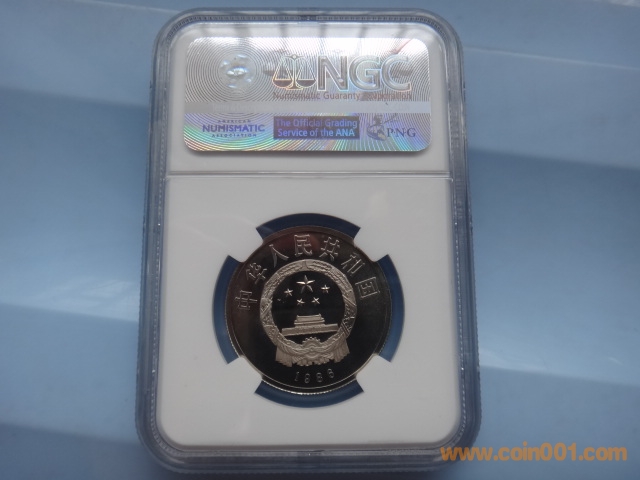 NGC
Numismatic Guaranty Corporation
AMERICAN
NUMISMATIC
ASSOCIATION
The Official Grading
Service of the ANA
PNG
中华人民共和国
1986
www.coin001.com